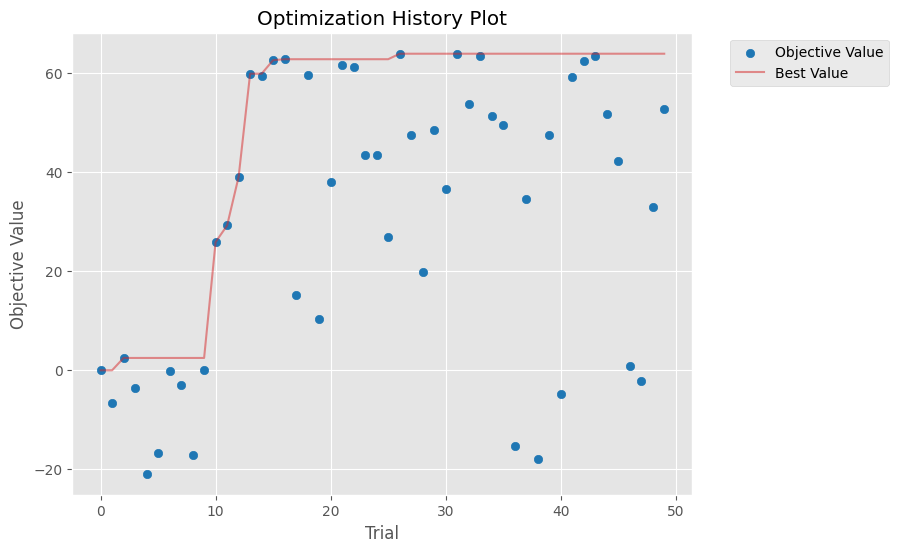 Optimization History Plot
Objective Value
Best Value
Objective Value
60
40
20
0
−20
0 10 20 30 40 50
Trial